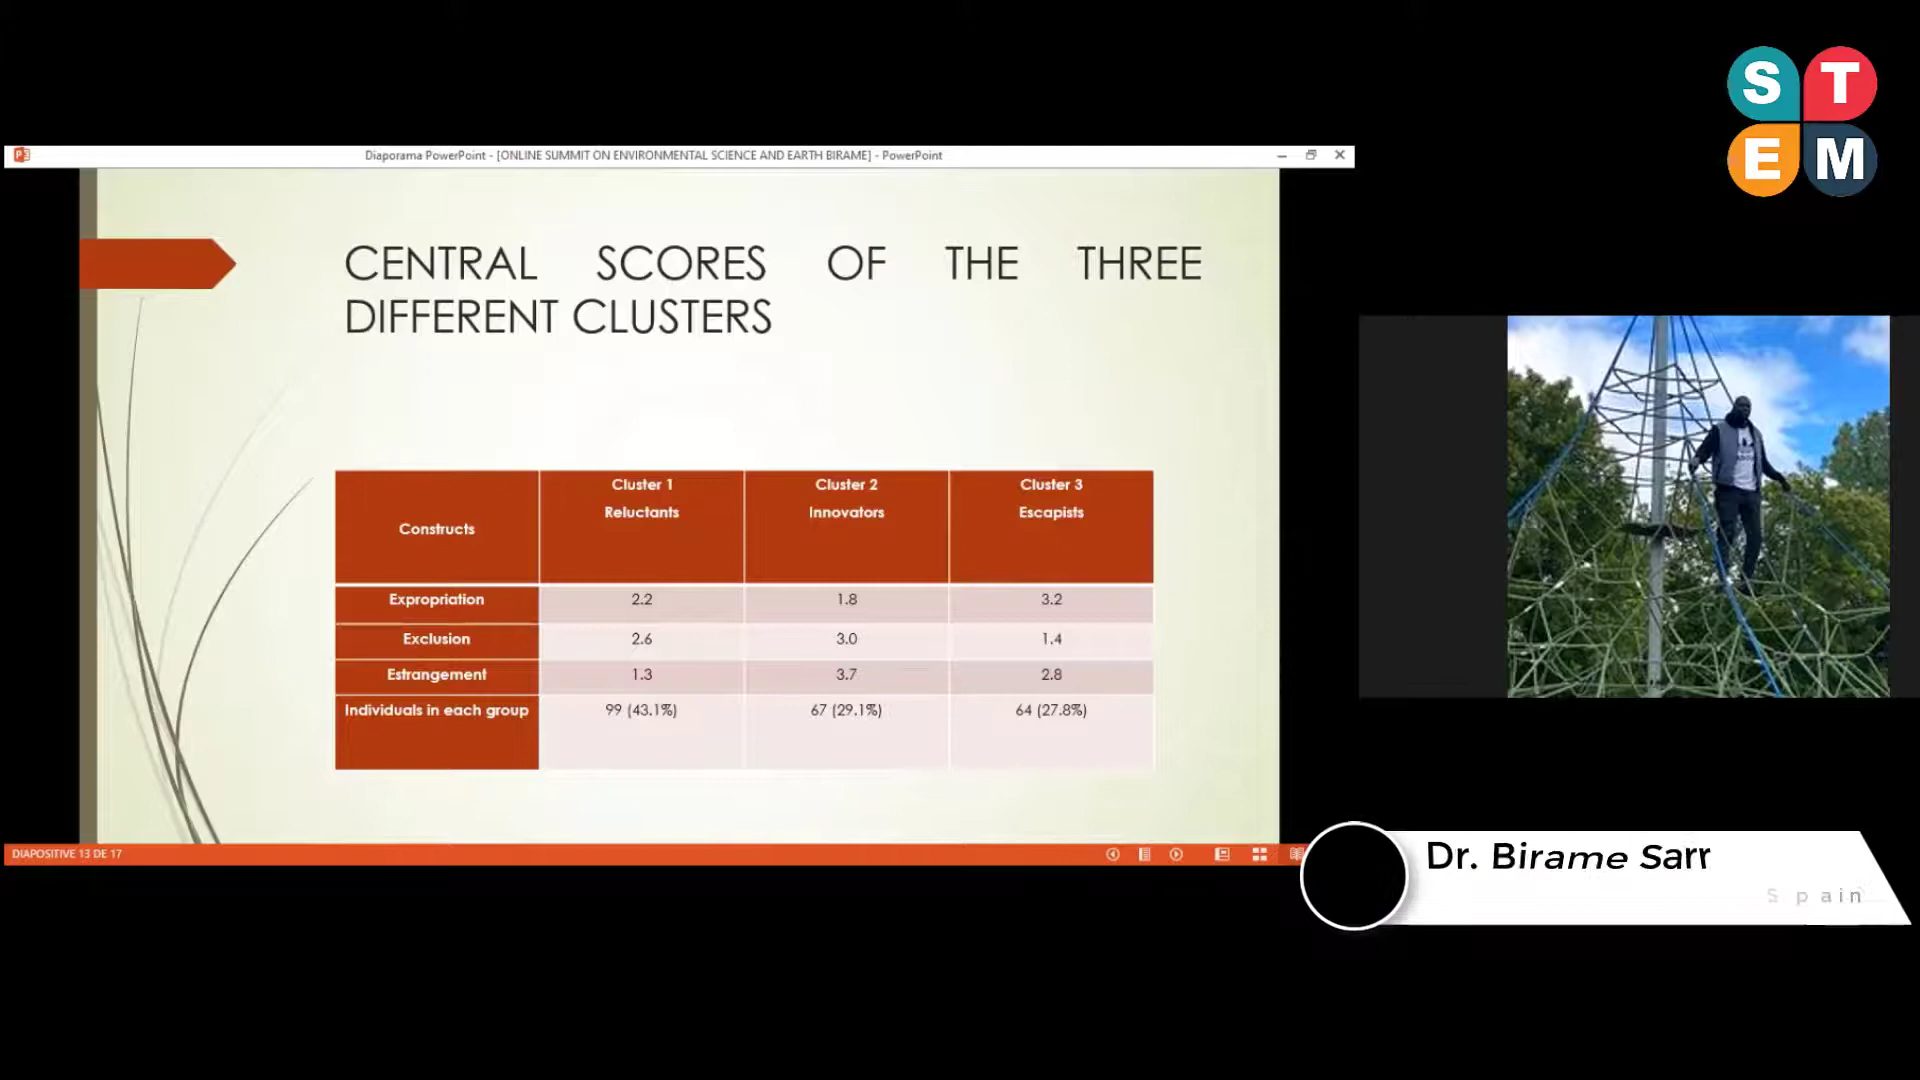 S T
E M
Diaporama PowerPoint - [ONLINE SUMMIT ON ENVIRONMENTAL SCIENCE AND EARTH BIRAME] - PowerPoint
CENTRAL SCORES OF THE THREE
DIFFERENT CLUSTERS
Constructs
Cluster 1
Reluctants
Cluster 2
Innovators
Cluster 3
Escapists
Expropriation 2.2 1.8 3.2
Exclusion 2.6 3.0 1.4
Estrangement 1.3 3.7 2.8
Individuals in each group 99 (43.1%) 67 (29.1%) 64 (27.8%)
DIAPOSITIVE 13 DE 17
Dr. Birame Sarr
Spain